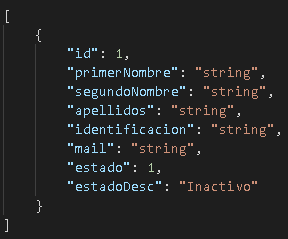 [
    {
        "id": 1,
        "primerNombre": "string",
        "segundoNombre": "string",
        "apellidos": "string",
        "identificacion": "string",
        "mail": "string",
        "estado": 1,
        "estadoDesc": "Inactivo"
    }
]